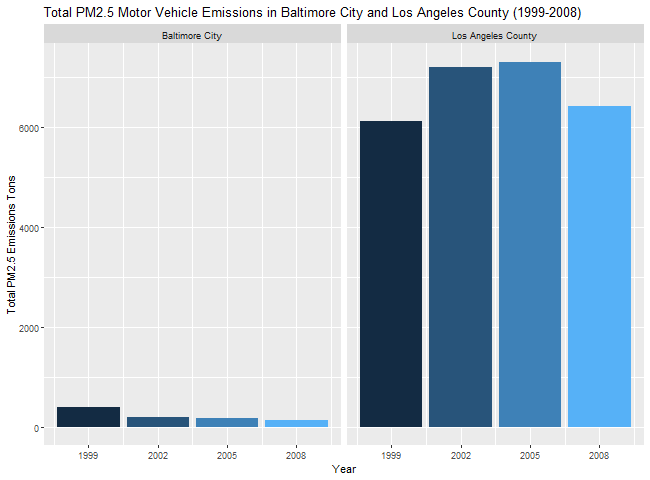 Total PM2.5 Motor Vehicle Emissions in Baltimore City and Los Angeles County (1999-2008)
Baltimore City
Los Angeles County
Total PM2.5 Emissions Tons
6000
4000
2000
0
1999 2002 2005 2008
1999 2002 2005 2008
Year